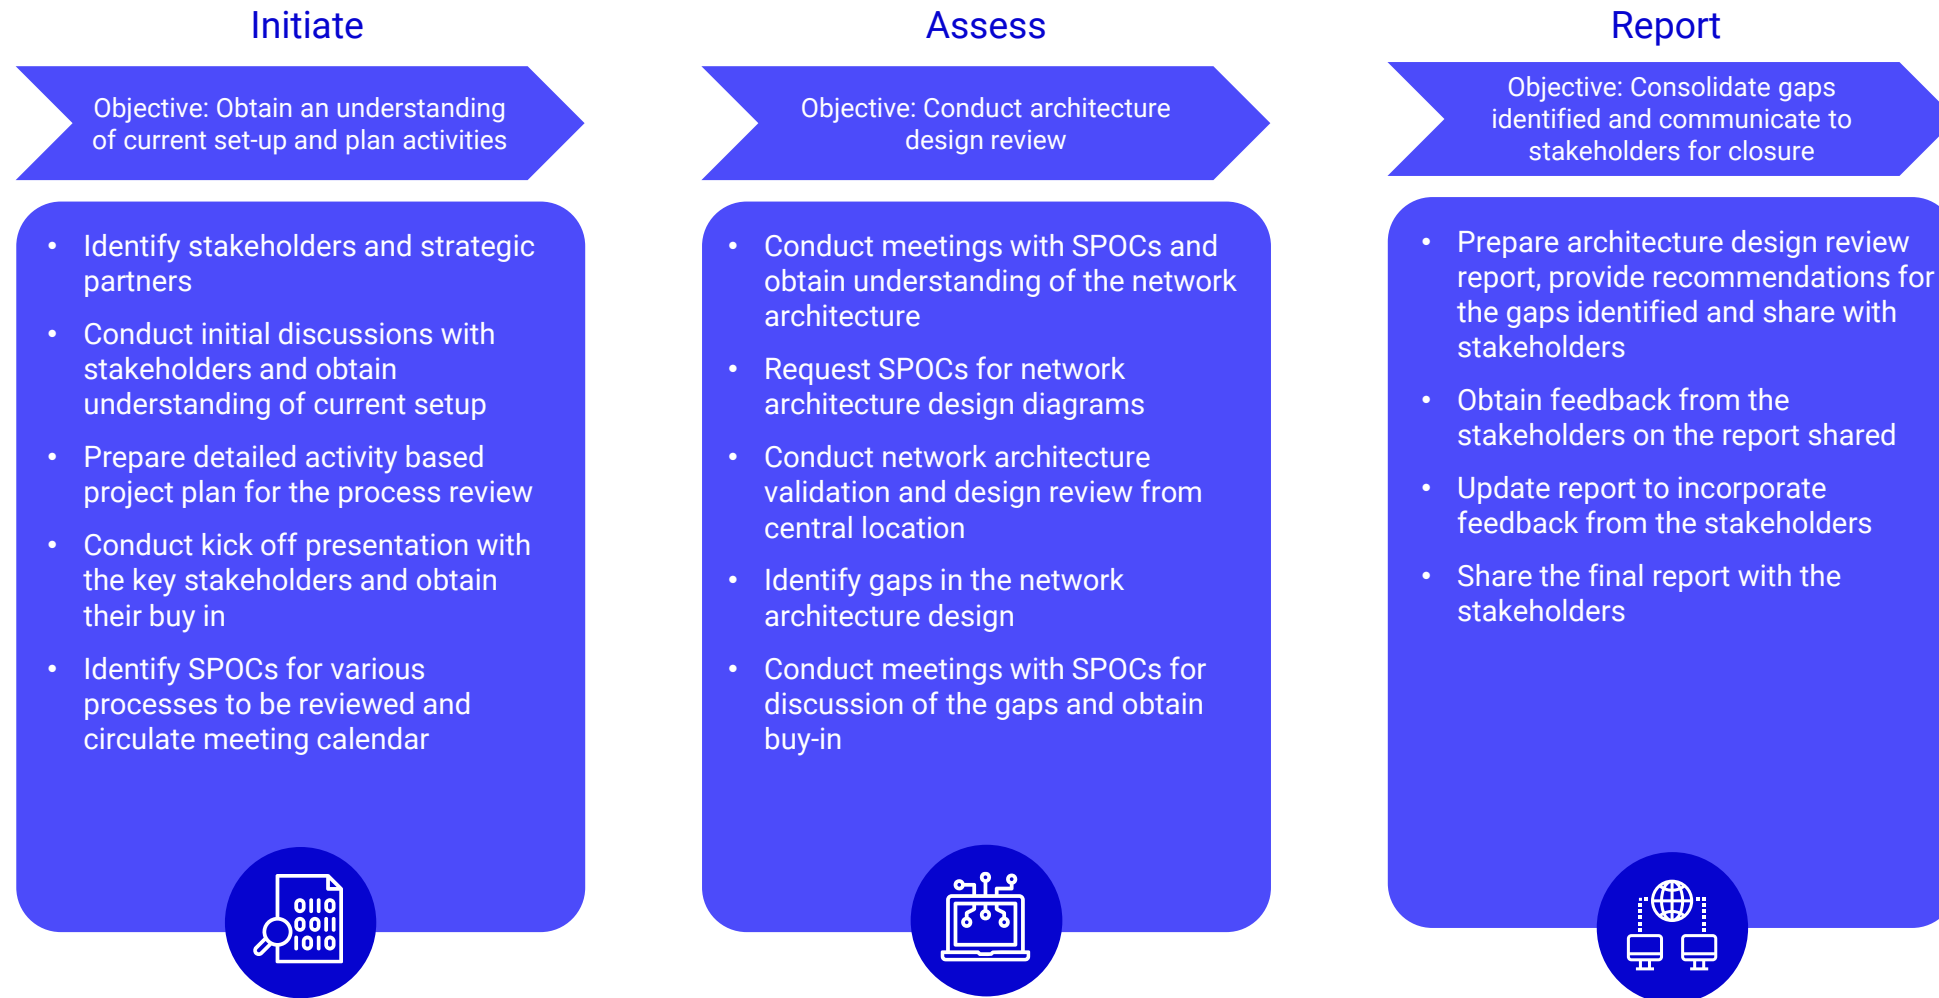 Initiate
Objective: Obtain an understanding
of current set-up and plan activities
• Identify stakeholders and strategic
partners
• Conduct initial discussions with
stakeholders and obtain
understanding of current setup
• Prepare detailed activity based
project plan for the process review
• Conduct kick off presentation with
the key stakeholders and obtain
their buy in
• Identify SPOCs for various
processes to be reviewed and
circulate meeting calendar
0110
0011
1010
Assess
Objective: Conduct architecture
design review
• Conduct meetings with SPOCs and
obtain understanding of the network
architecture
• Request SPOCs for network
architecture design diagrams
• Conduct network architecture
validation and design review from
central location
• Identify gaps in the network
architecture design
• Conduct meetings with SPOCs for
discussion of the gaps and obtain
buy-in
Report
Objective: Consolidate gaps
identified and communicate to
stakeholders for closure
• Prepare architecture design review
report, provide recommendations for
the gaps identified and share with
stakeholders
• Obtain feedback from the
stakeholders on the report shared
• Update report to incorporate
feedback from the stakeholders
• Share the final report with the
stakeholders